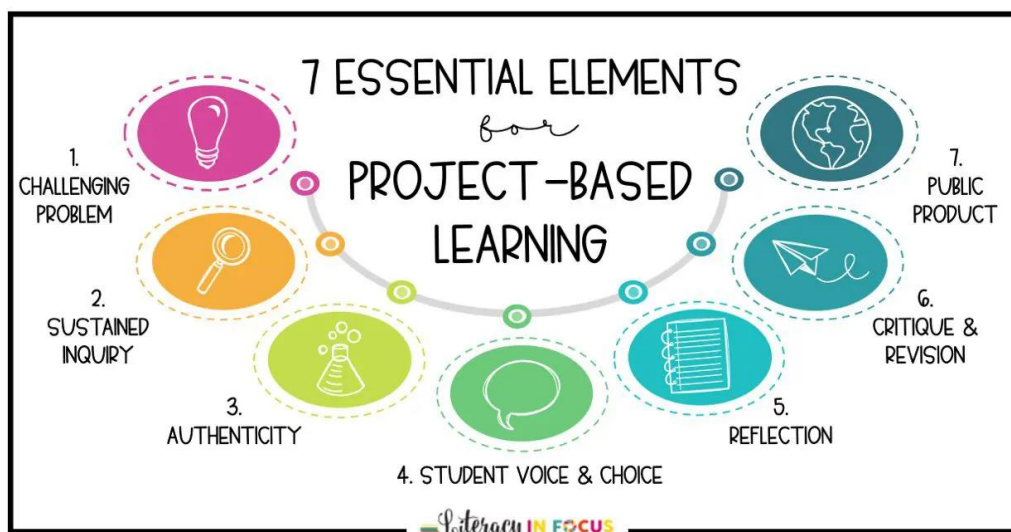 7 ESSENTIAL ELEMENTS
for
PROJECT-BASED
LEARNING
1.
CHALLENGING
PROBLEM
2.
SUSTAINED
INQUIRY
3.
AUTHENTICITY
4. STUDENT VOICE & CHOICE
5.
REFLECTION
6.
CRITIQUE &
REVISION
7.
PUBLIC
PRODUCT
Literacy IN FOCUS